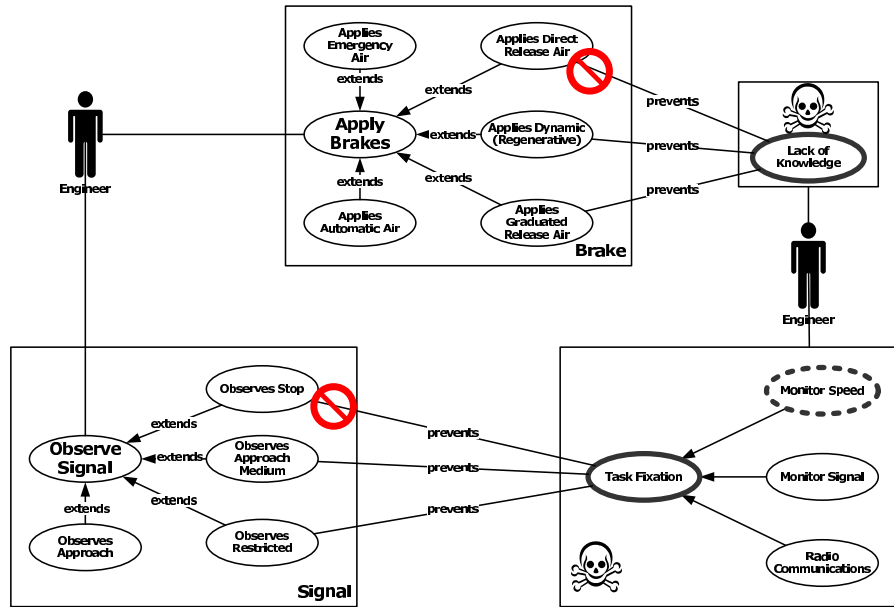 Applies
Emergency
Air
Applies Direct
Release Air
extends
extends
prevents
Apply
Brakes
extends
Applies Dynamic
(Regenerative)
prevents
Lack of
Knowledge
Engineer
extends
extends
prevents
Applies
Automatic Air
Applies
Graduated
Release Air
Brake
Engineer
Observes Stop
Monitor Speed
extends
prevents
Observe
Signal
extends
Observes
Approach
Medium
prevents
Task Fixation
Monitor Signal
extends
extends
prevents
Observes
Approach
Observes
Restricted
Radio
Communications
Signal